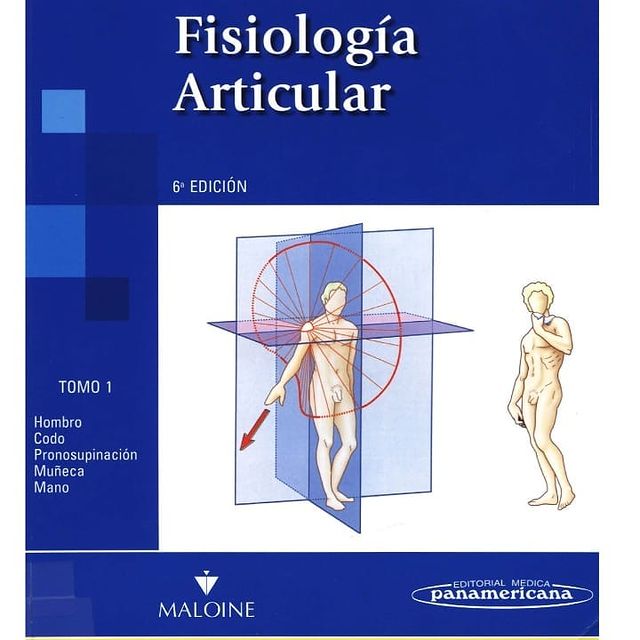 Fisiología
Articular
6ª EDICIÓN
TOMO 1
Hombro
Codo
Pronosupinación
Muñeca
Mano
MALOINE
EDITORIAL MEDICA
panamericana